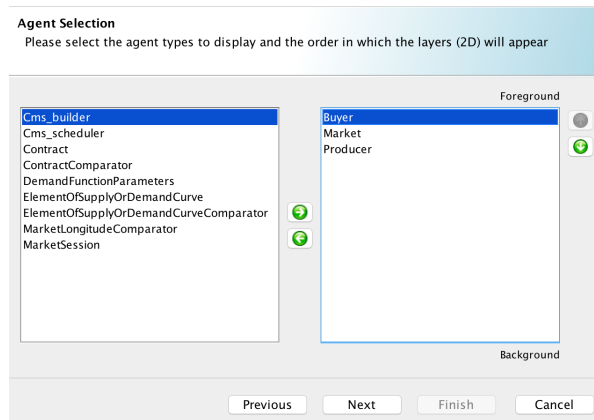 Agent Selection
Please select the agent types to display and the order in which the layers (2D) will appear
Foreground
Cms_builder
Cms_scheduler
Contract
ContractComparator
DemandFunctionParameters
ElementOfSupplyOrDemandCurve
ElementOfSupplyOrDemandCurveComparator
MarketLongitudeComparator
MarketSession
Buyer
Market
Producer
Background
Previous
Next
Finish
Cancel